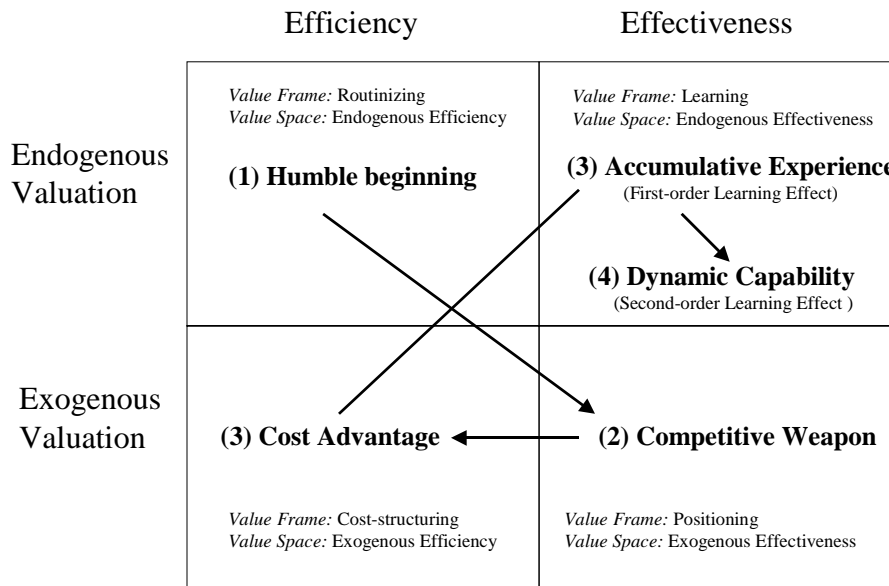 Efficiency
Effectiveness
Value Frame: Routinizing
Value Space: Endogenous Efficiency
Value Frame: Learning
Value Space: Endogenous Effectiveness
Endogenous
Valuation
(1) Humble beginning
(3) Accumulative Experience
(First-order Learning Effect)
(4) Dynamic Capability
(Second-order Learning Effect )
Exogenous
Valuation
(3) Cost Advantage
(2) Competitive Weapon
Value Frame: Cost-structuring
Value Space: Exogenous Efficiency
Value Frame: Positioning
Value Space: Exogenous Effectiveness